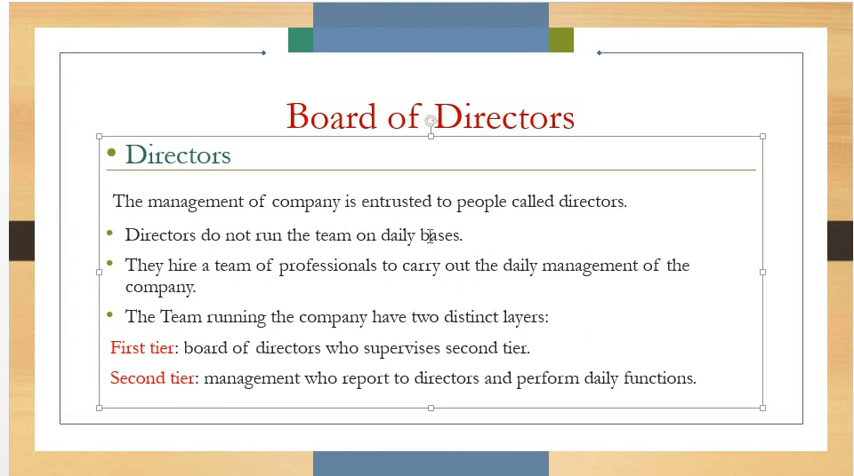 Board of Directors
• Directors
The management of company is entrusted to people called directors.
• Directors do not run the team on daily bases.
• They hire a team of professionals to carry out the daily management of the
company.
• The Team running the company have two distinct layers:
First tier: board of directors who supervises second tier.
Second tier: management who report to directors and perform daily functions.